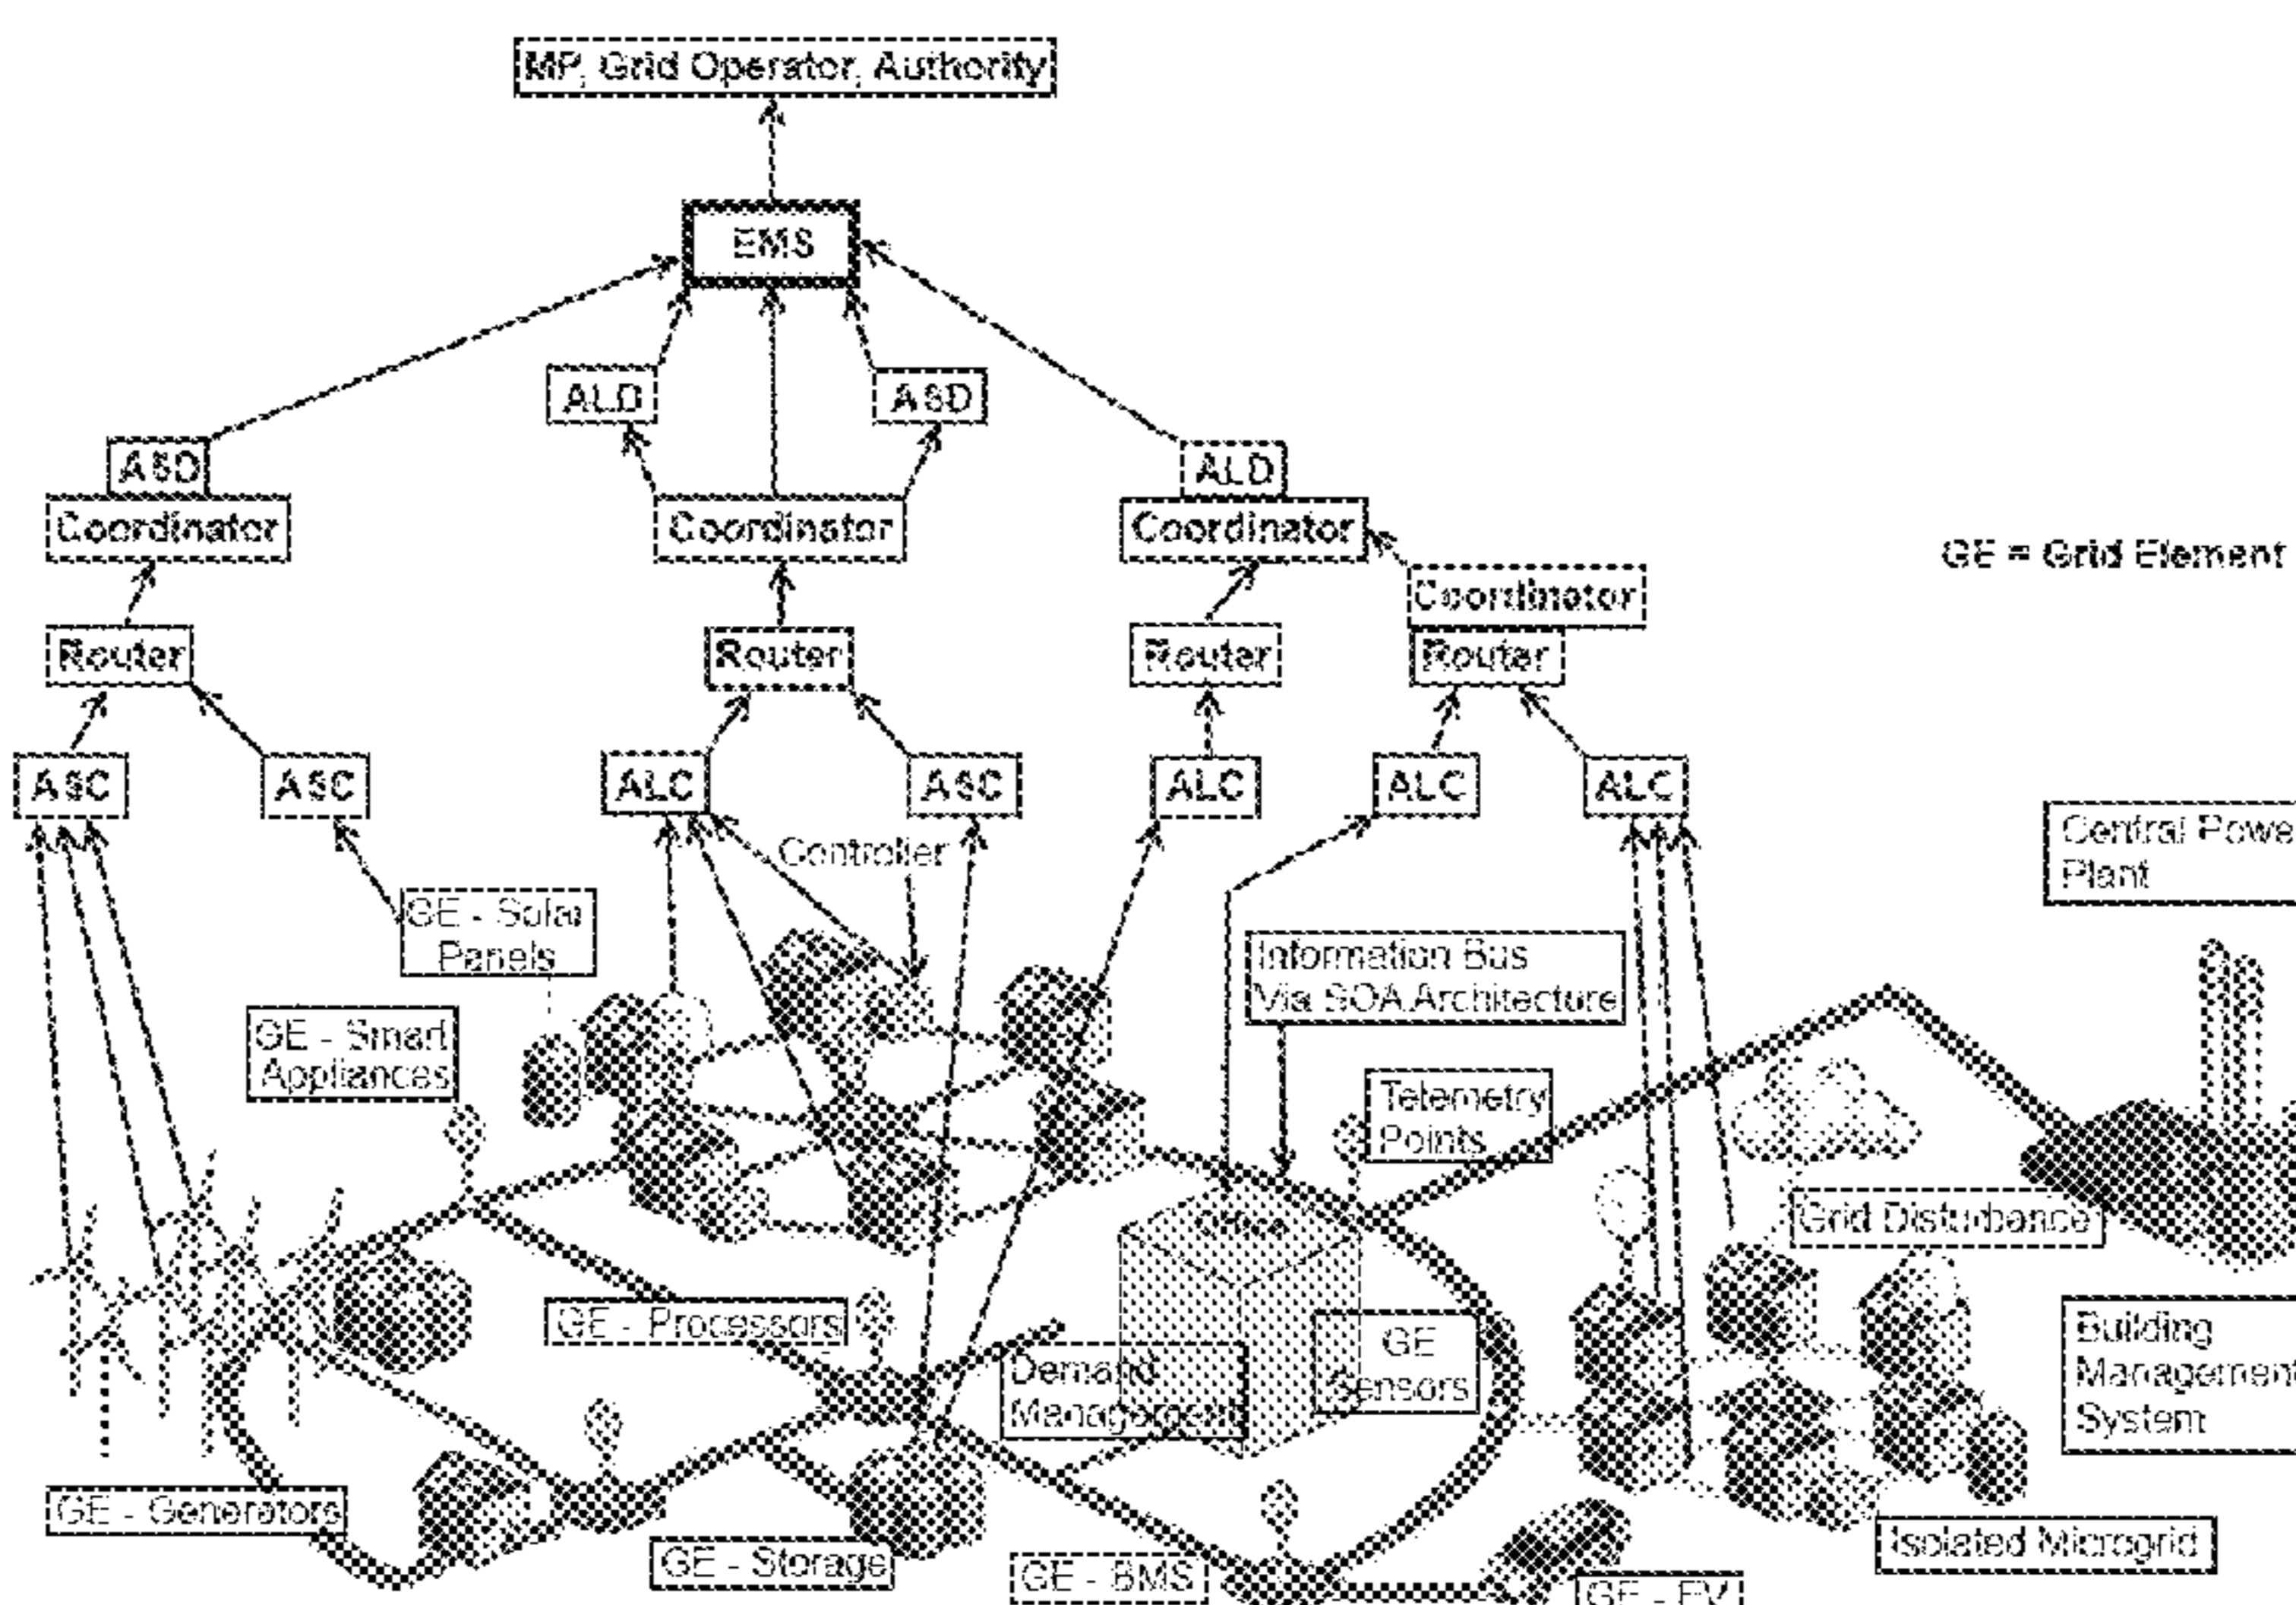 MP, Grid Operator, Authority
EMS
ALD
ASD
ASD
ALD
Coordinator
Coordinator
Coordinator
GE = Grid Element
Coordinator
Router
Router
Router
Router
ASC
ASC
ALC
ASC
ALC
ALC
ALC
Controller
Central Powe
Plant
GE - Solar
Panels
Information Bus
Via SOA Architecture
GE - Smart
Appliances
Telemetry
Points
Office
Grid Disturbance
GE - Processors
GE
Sensors
Building
Management
System
Demand
Management
GE - Generators
GE - Storage
GE - BMS
Isolated Microgrid
GE - EV